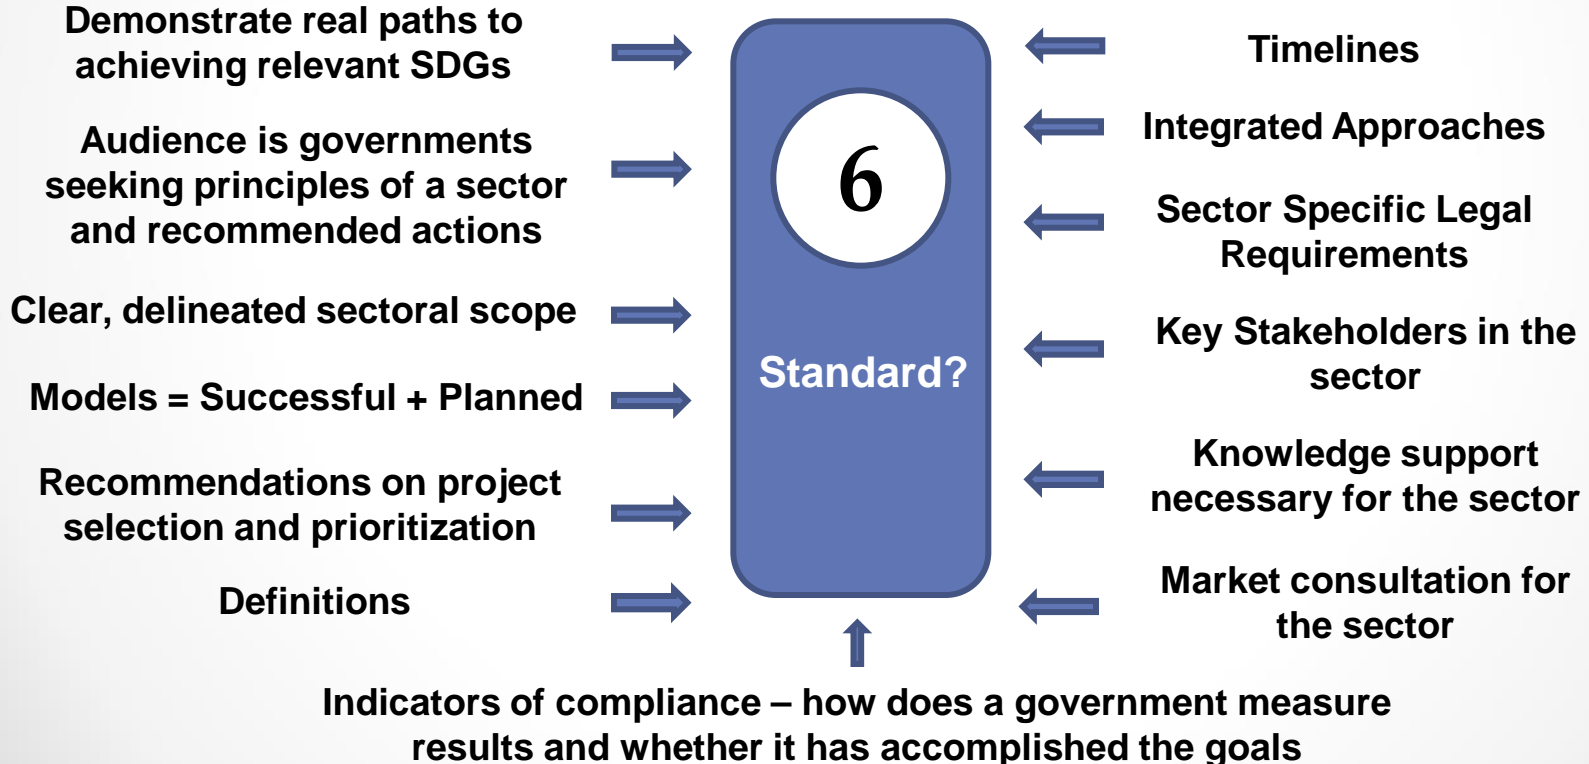 Demonstrate real paths to
achieving relevant SDGs
Audience is governments
seeking principles of a sector
and recommended actions
Clear, delineated sectoral scope
Models = Successful + Planned
Recommendations on project
selection and prioritization
Definitions
6
Standard?
Timelines
Integrated Approaches
Sector Specific Legal
Requirements
Key Stakeholders in the
sector
Knowledge support
necessary for the sector
Market consultation for
the sector
Indicators of compliance – how does a government measure
results and whether it has accomplished the goals